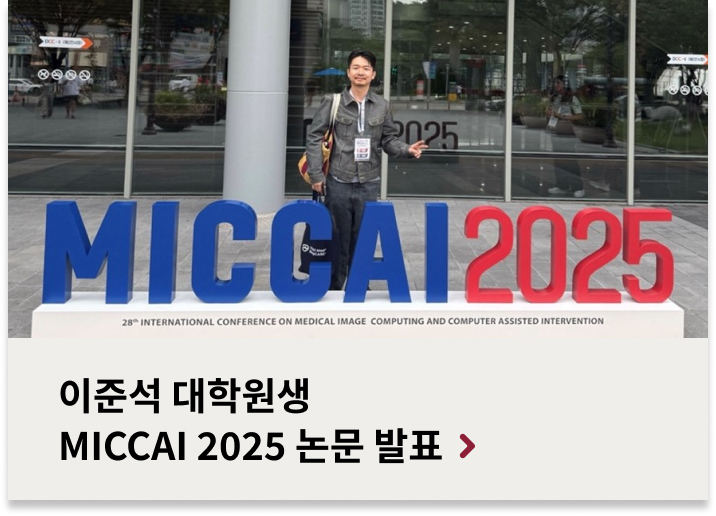 MICCAI 2025
28th INTERNATIONAL CONFERENCE ON MEDICAL IMAGE COMPUTING AND COMPUTER ASSISTED INTERVENTION
이준석 대학원생
MICCAI 2025 논문 발표